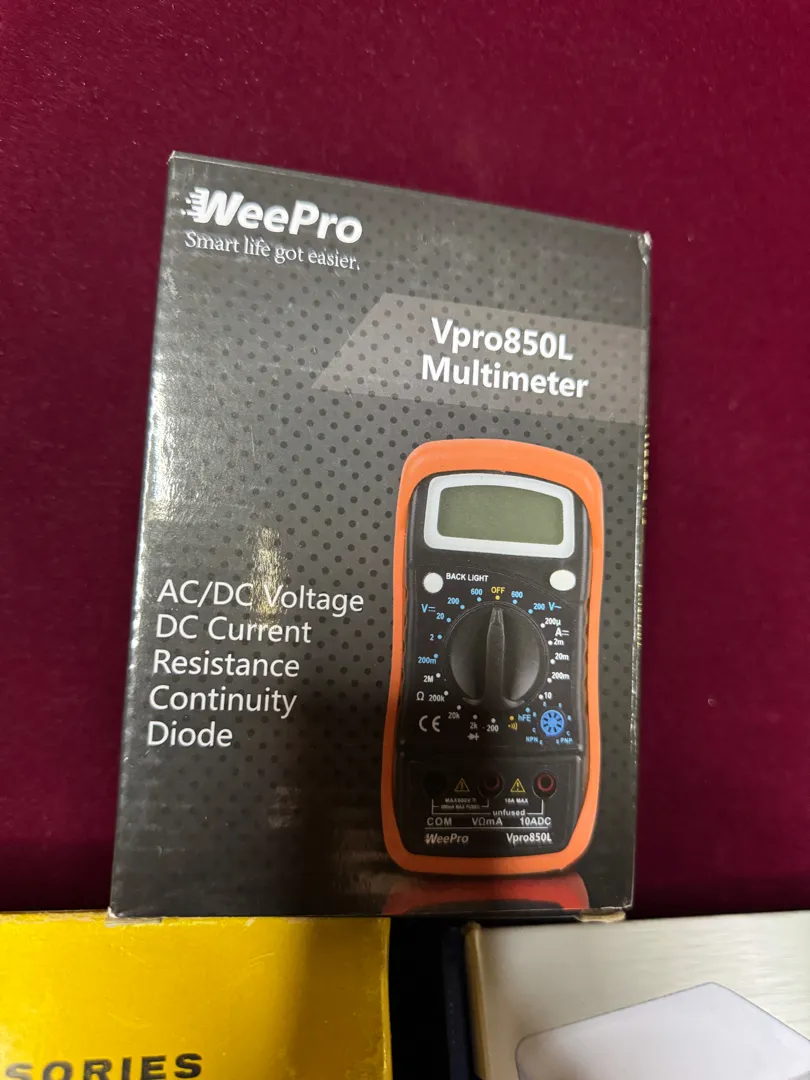 WeePro
Smart life got easier.
Vpro850L
Multimeter
AC/DC Voltage
DC Current
Resistance
Continuity
Diode
BACK LIGHT
OFF
600
600
200
200
V=
V~
20
200µ
A=
2
2m
200m
20m
2M
200m
Ω
200k
10
20k
2k
200
hFE
NPN
PNP
CE
10A MAX
unfused
COM
VΩmA
10ADC
WeePro
Vpro850L
SORIES